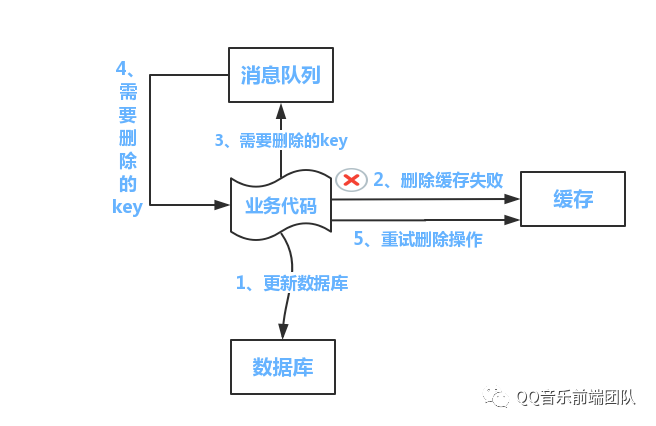 消息队列
4、需要删除的key
3、需要删除的key
2、删除缓存失败
业务代码
缓存
5、重试删除操作
1、更新数据库
数据库
QQ音乐前端团队